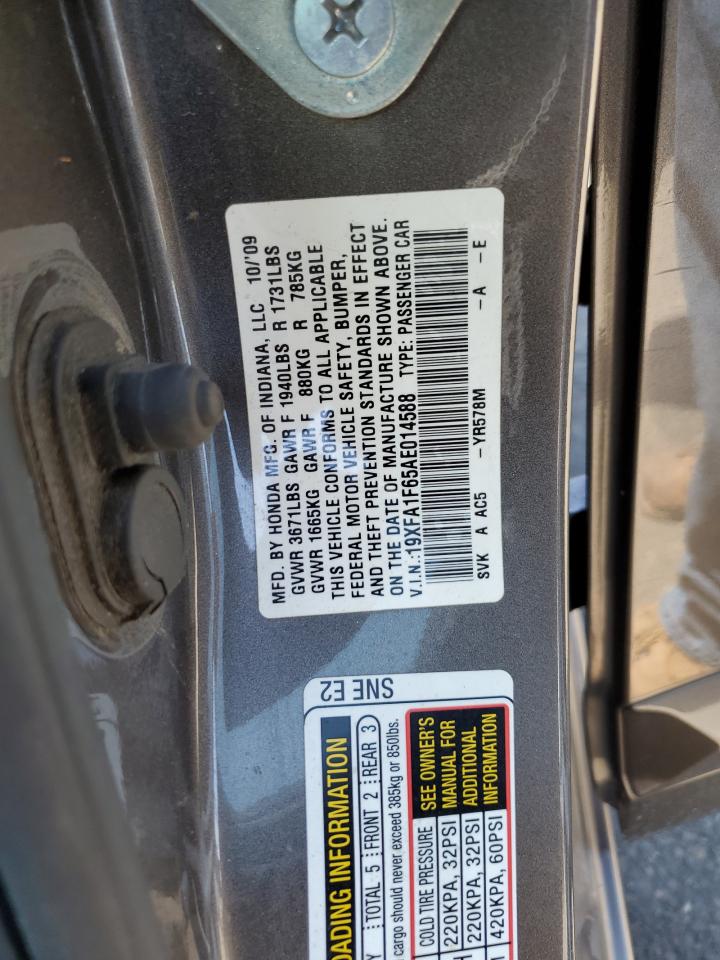 MFD. BY HONDA MFG. OF INDIANA, LLC 10/'09
GVWR 3671LBS GAWR F 1940LBS R 1731LBS
GVWR 1665KG GAWR F 880KG R 785KG
THIS VEHICLE CONFORMS TO ALL APPLICABLE
FEDERAL MOTOR VEHICLE SAFETY, BUMPER,
AND THEFT PREVENTION STANDARDS IN EFFECT
ON THE DATE OF MANUFACTURE SHOWN ABOVE.
V.I.N.:19XFA1F65AE014588 TYPE: PASSENGER CAR
SVK A AC5 -YR578M -A -E
SNE E2
OADING INFORMATION
TOTAL 5 FRONT 2 REAR 3
cargo should never exceed 385kg or 850lbs.
COLD TIRE PRESSURE
220KPA, 32PSI
220KPA, 32PSI
420KPA, 60PSI
SEE OWNER'S
MANUAL FOR
ADDITIONAL
INFORMATION